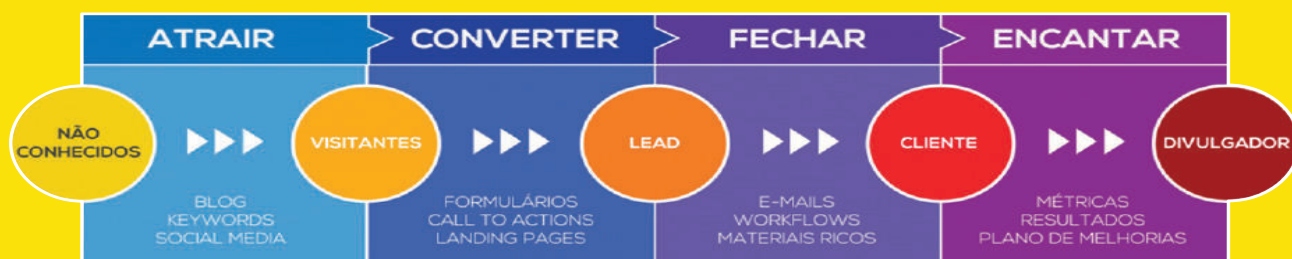 ATRAIR
CONVERTER
FECHAR
ENCANTAR
NÃO
CONHECIDOS
VISITANTES
LEAD
CLIENTE
DIVULGADOR
BLOG
KEYWORDS
SOCIAL MEDIA
FORMULÁRIOS
CALL TO ACTIONS
LANDING PAGES
E-MAILS
WORKFLOWS
MATERIAIS RICOS
MÉTRICAS
RESULTADOS
PLANO DE MELHORIAS